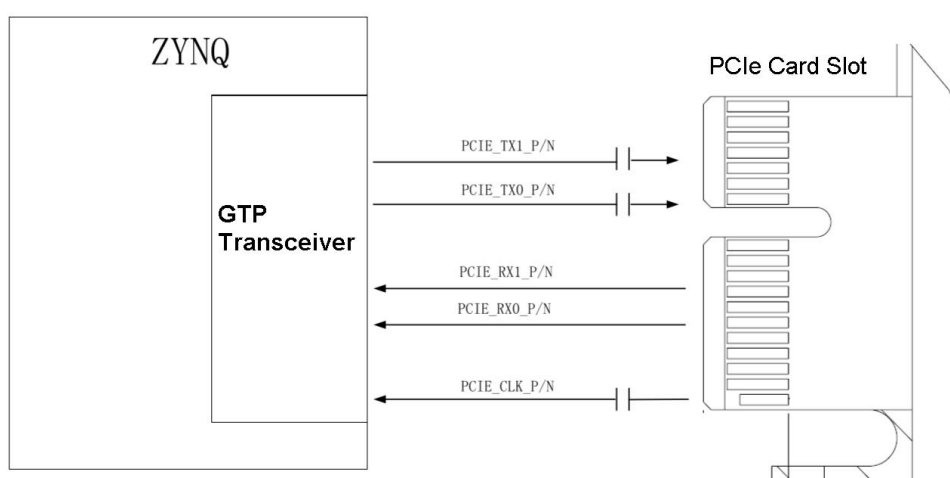 ZYNQ
PCIe Card Slot
PCIE_TX1_P/N
PCIE_TX0_P/N
GTP
Transceiver
PCIE_RX1_P/N
PCIE_RX0_P/N
PCIE_CLK_P/N